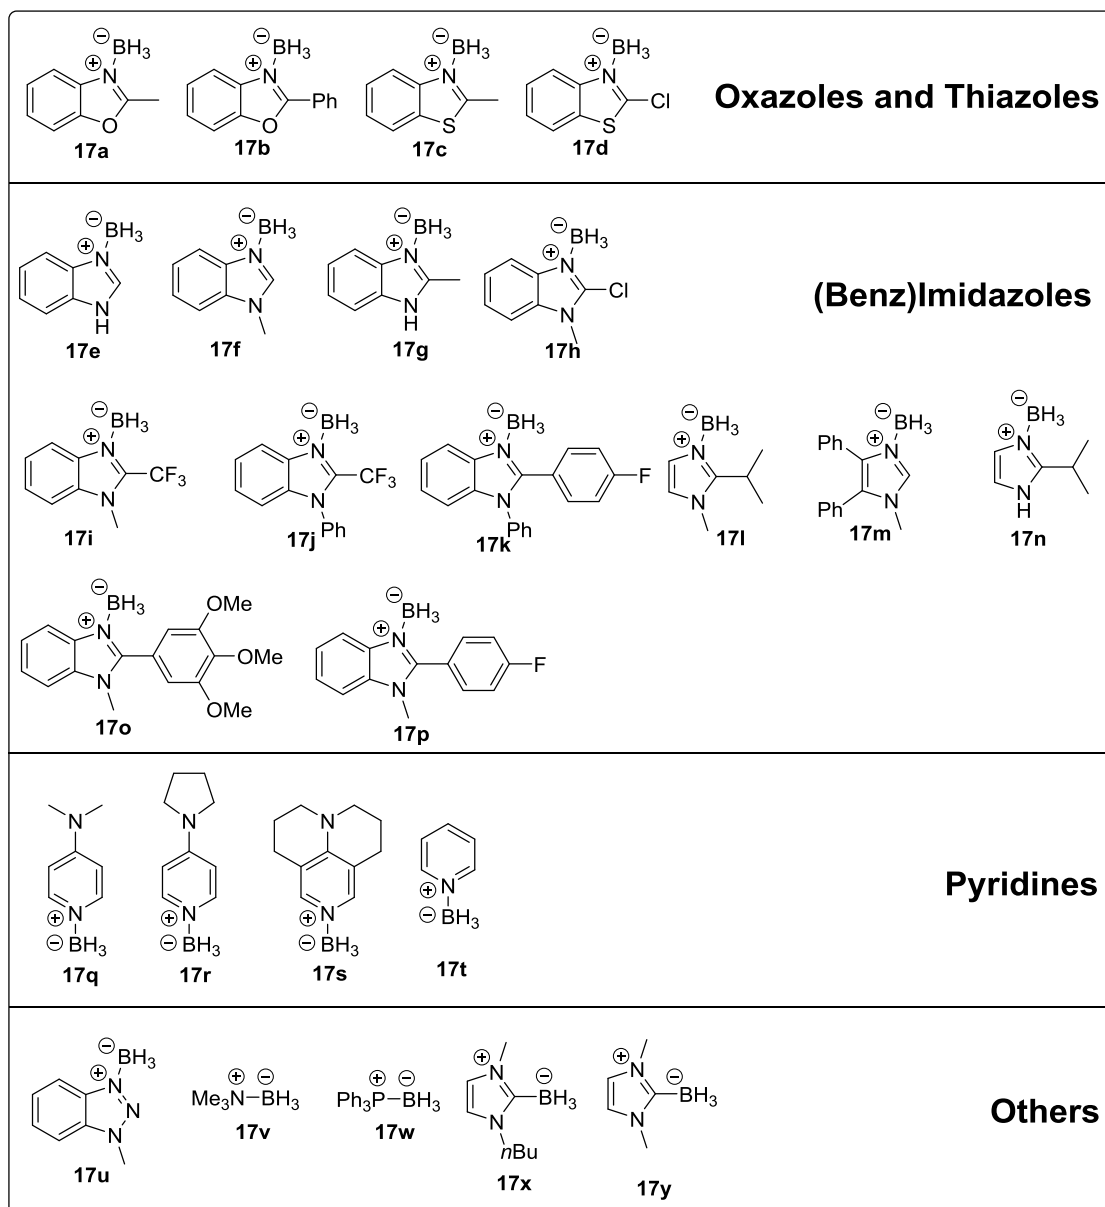 ⊖ BH3 ⊖ BH3 ⊖ BH3 ⊖ BH3
⊕ N ⊕ N ⊕ N ⊕ N
O O Ph S S Cl
Oxazoles and Thiazoles
17a 17b 17c 17d
⊖ BH3 ⊖ BH3 ⊖ BH3 ⊖ BH3
⊕ N ⊕ N ⊕ N ⊕ N Cl
N H N N H N
(Benz)Imidazoles
17e 17f 17g 17h
⊖ BH3 ⊖ BH3 ⊖ BH3 ⊖ BH3 ⊖ BH3 ⊖ BH3
⊕ N ⊕ N ⊕ N ⊕ N Ph ⊕ N ⊕ N
CF3 CF3 F
N N Ph N Ph N Ph N N H
17i 17j 17k 17l 17m 17n
⊖ BH3 OMe ⊖ BH3
⊕ N OMe ⊕ N F
N OMe N
17o 17p
N N N
⊕ N ⊕ N ⊕ N ⊕ N
⊖ BH3 ⊖ BH3 ⊖ BH3 ⊖ BH3
Pyridines
17q 17r 17s 17t
⊖ BH3 ⊕ ⊖ ⊕ ⊖ ⊕ N ⊖ ⊕ N ⊖
⊕ N N N Me3N BH3 Ph3P BH3 N BH3 N BH3
nBu
Others
17u 17v 17w 17x 17y